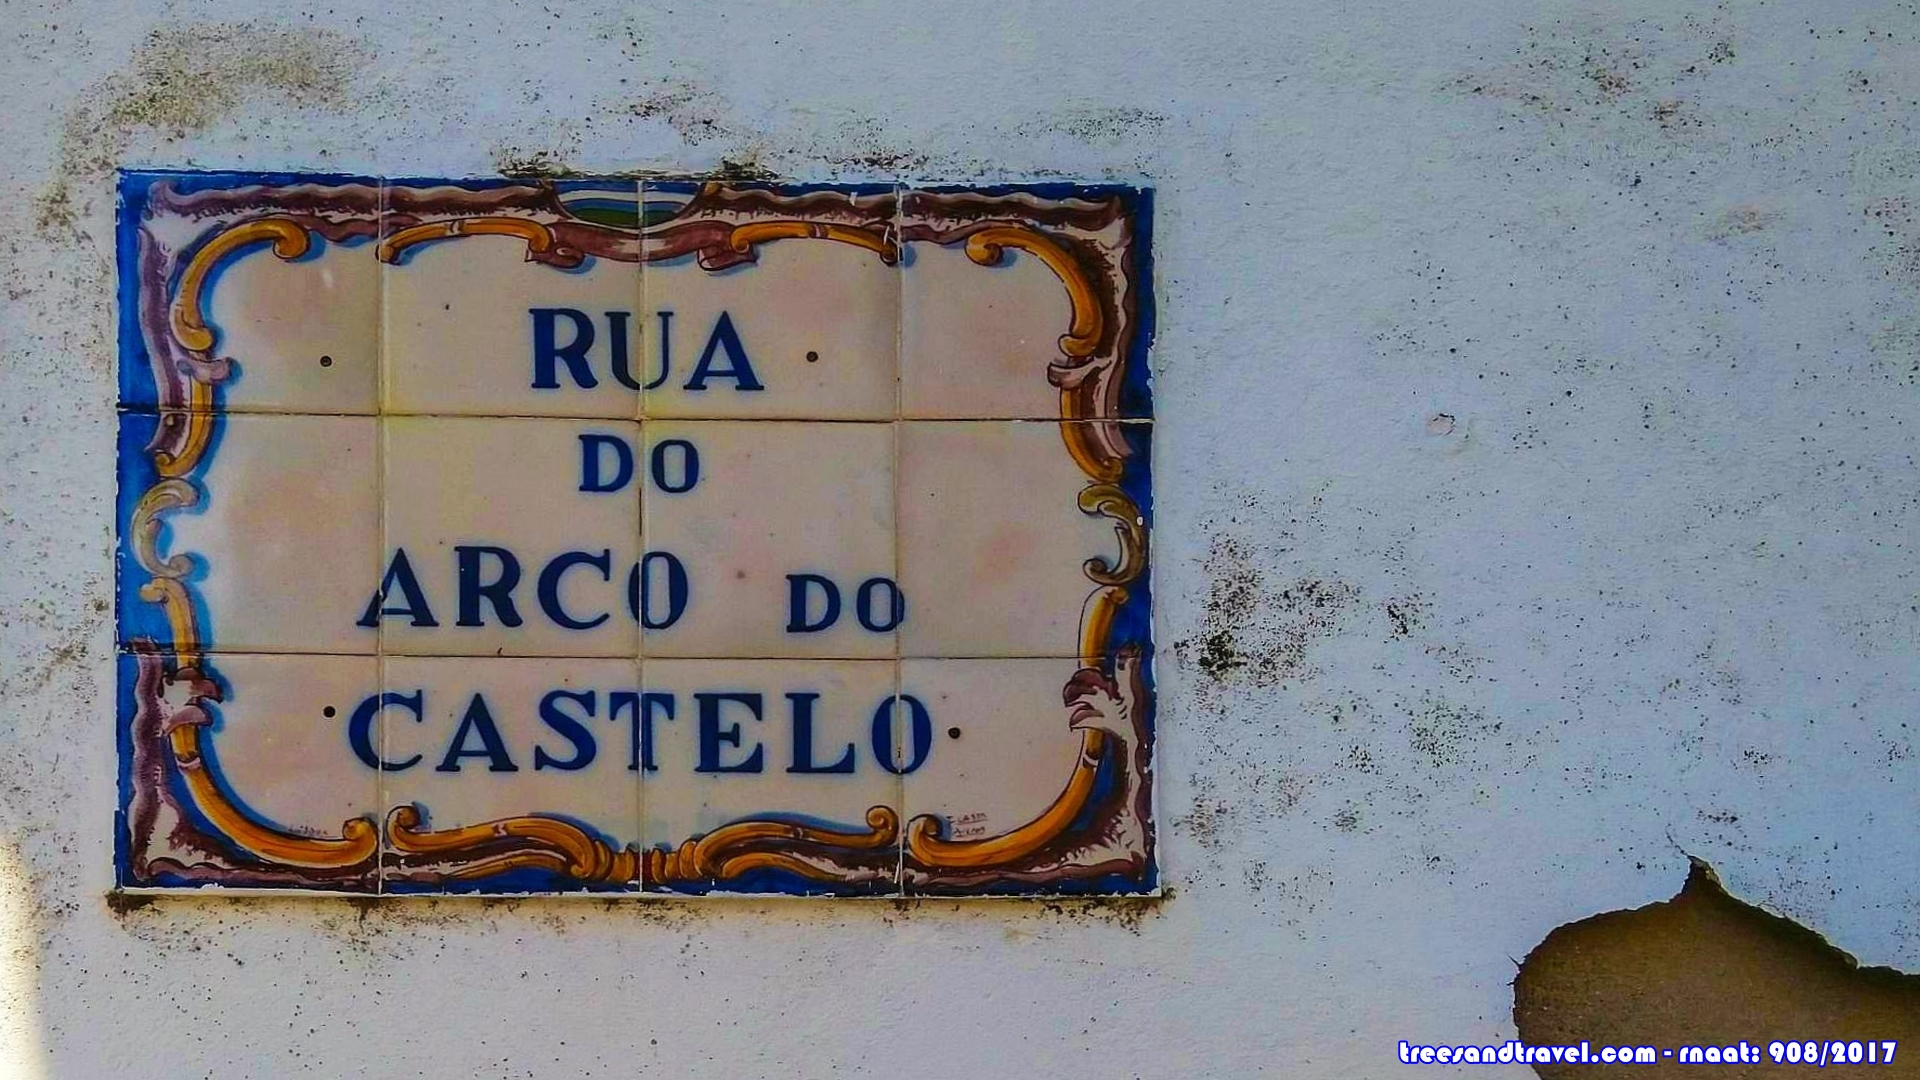 RUA
DO
ARCO DO
CASTELO
treesandtravel.com - rnaat: 908/2017